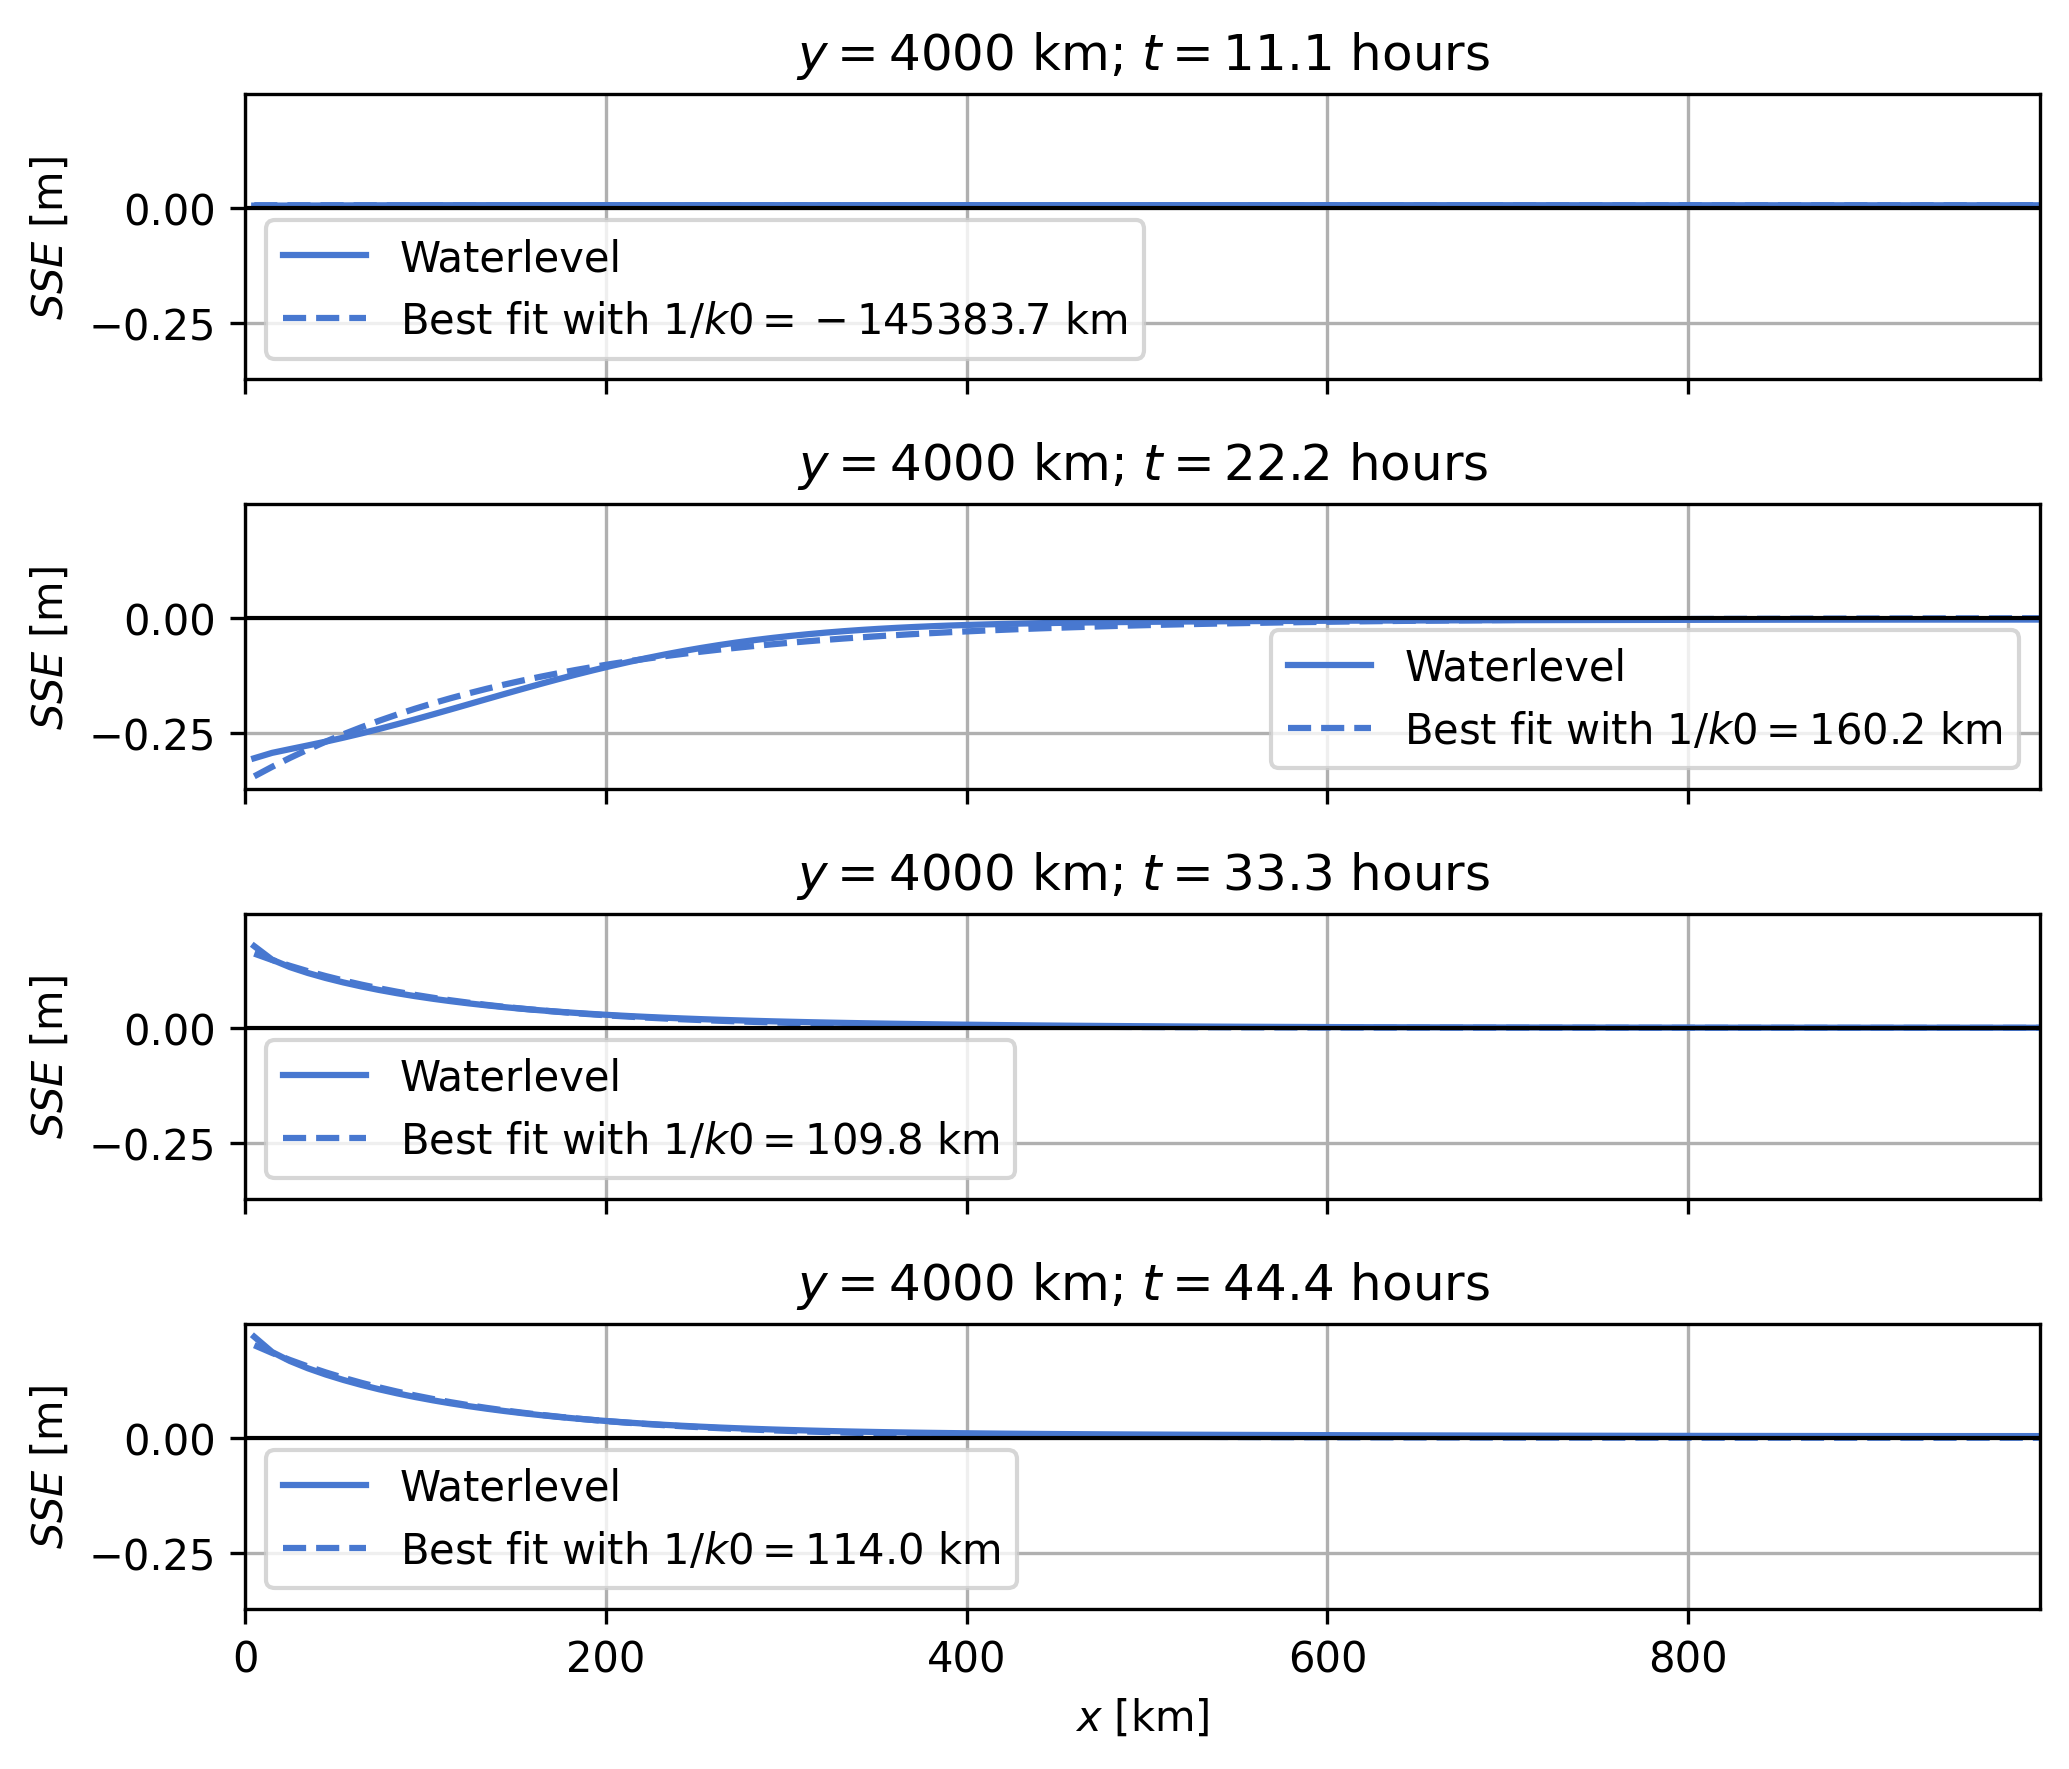 y = 4000 km; t = 11.1 hours
SSE [m]
0.00
−0.25
Waterlevel
Best fit with 1/k0 = −145383.7 km
y = 4000 km; t = 22.2 hours
SSE [m]
0.00
−0.25
Waterlevel
Best fit with 1/k0 = 160.2 km
y = 4000 km; t = 33.3 hours
SSE [m]
0.00
−0.25
Waterlevel
Best fit with 1/k0 = 109.8 km
y = 4000 km; t = 44.4 hours
SSE [m]
0.00
−0.25
Waterlevel
Best fit with 1/k0 = 114.0 km
0 200 400 600 800
x [km]